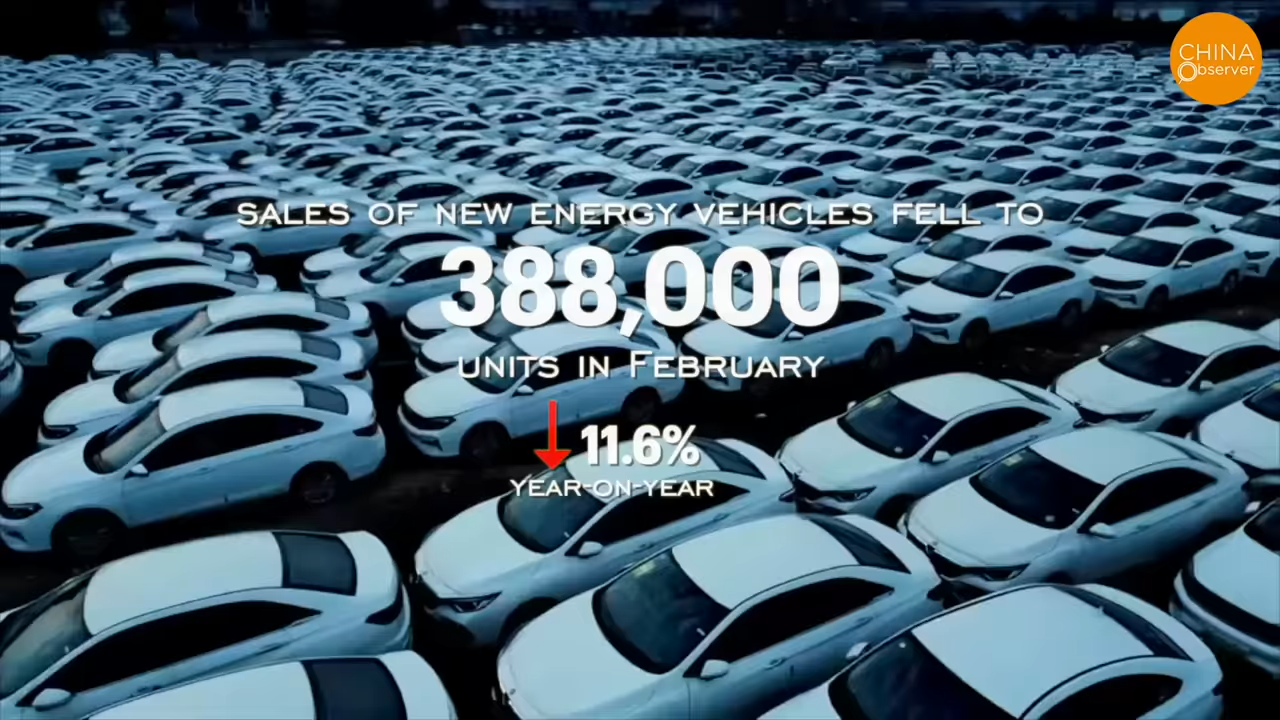 CHINA
Observer
SALES OF NEW ENERGY VEHICLES FELL TO
388,000
UNITS IN FEBRUARY
11.6%
YEAR-ON-YEAR